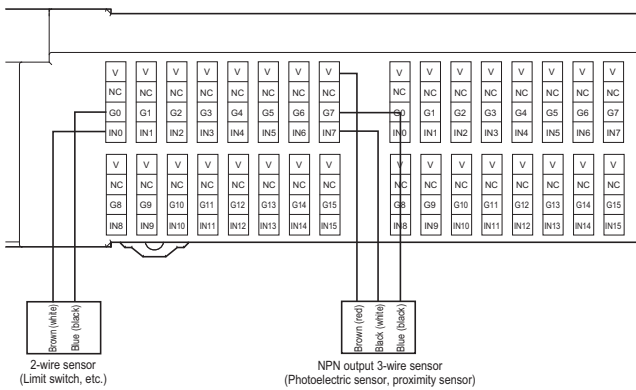 V V V V V V V V V V V V V V V V
NC NC NC NC NC NC NC NC NC NC NC NC NC NC NC NC
G0 G1 G2 G3 G4 G5 G6 G7 G0 G1 G2 G3 G4 G5 G6 G7
IN0 IN1 IN2 IN3 IN4 IN5 IN6 IN7 IN0 IN1 IN2 IN3 IN4 IN5 IN6 IN7
V V V V V V V V V V V V V V V V
NC NC NC NC NC NC NC NC NC NC NC NC NC NC NC NC
G8 G9 G10 G11 G12 G13 G14 G15 G8 G9 G10 G11 G12 G13 G14 G15
IN8 IN9 IN10 IN11 IN12 IN13 IN14 IN15 IN8 IN9 IN10 IN11 IN12 IN13 IN14 IN15
Brown (white)
Blue (black)
2-wire sensor
(Limit switch, etc.)
Brown (red)
Black (white)
Blue (black)
NPN output 3-wire sensor
(Photoelectric sensor, proximity sensor)